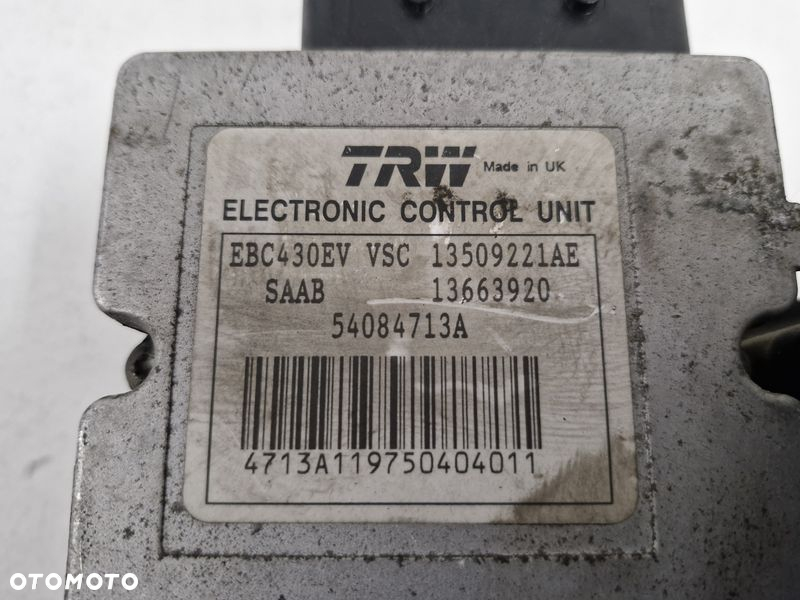 TRW Made in UK
ELECTRONIC CONTROL UNIT
EBC430EV VSC 13509221AE
SAAB 13663920
54084713A
4713A119750404011
OTOMOTO